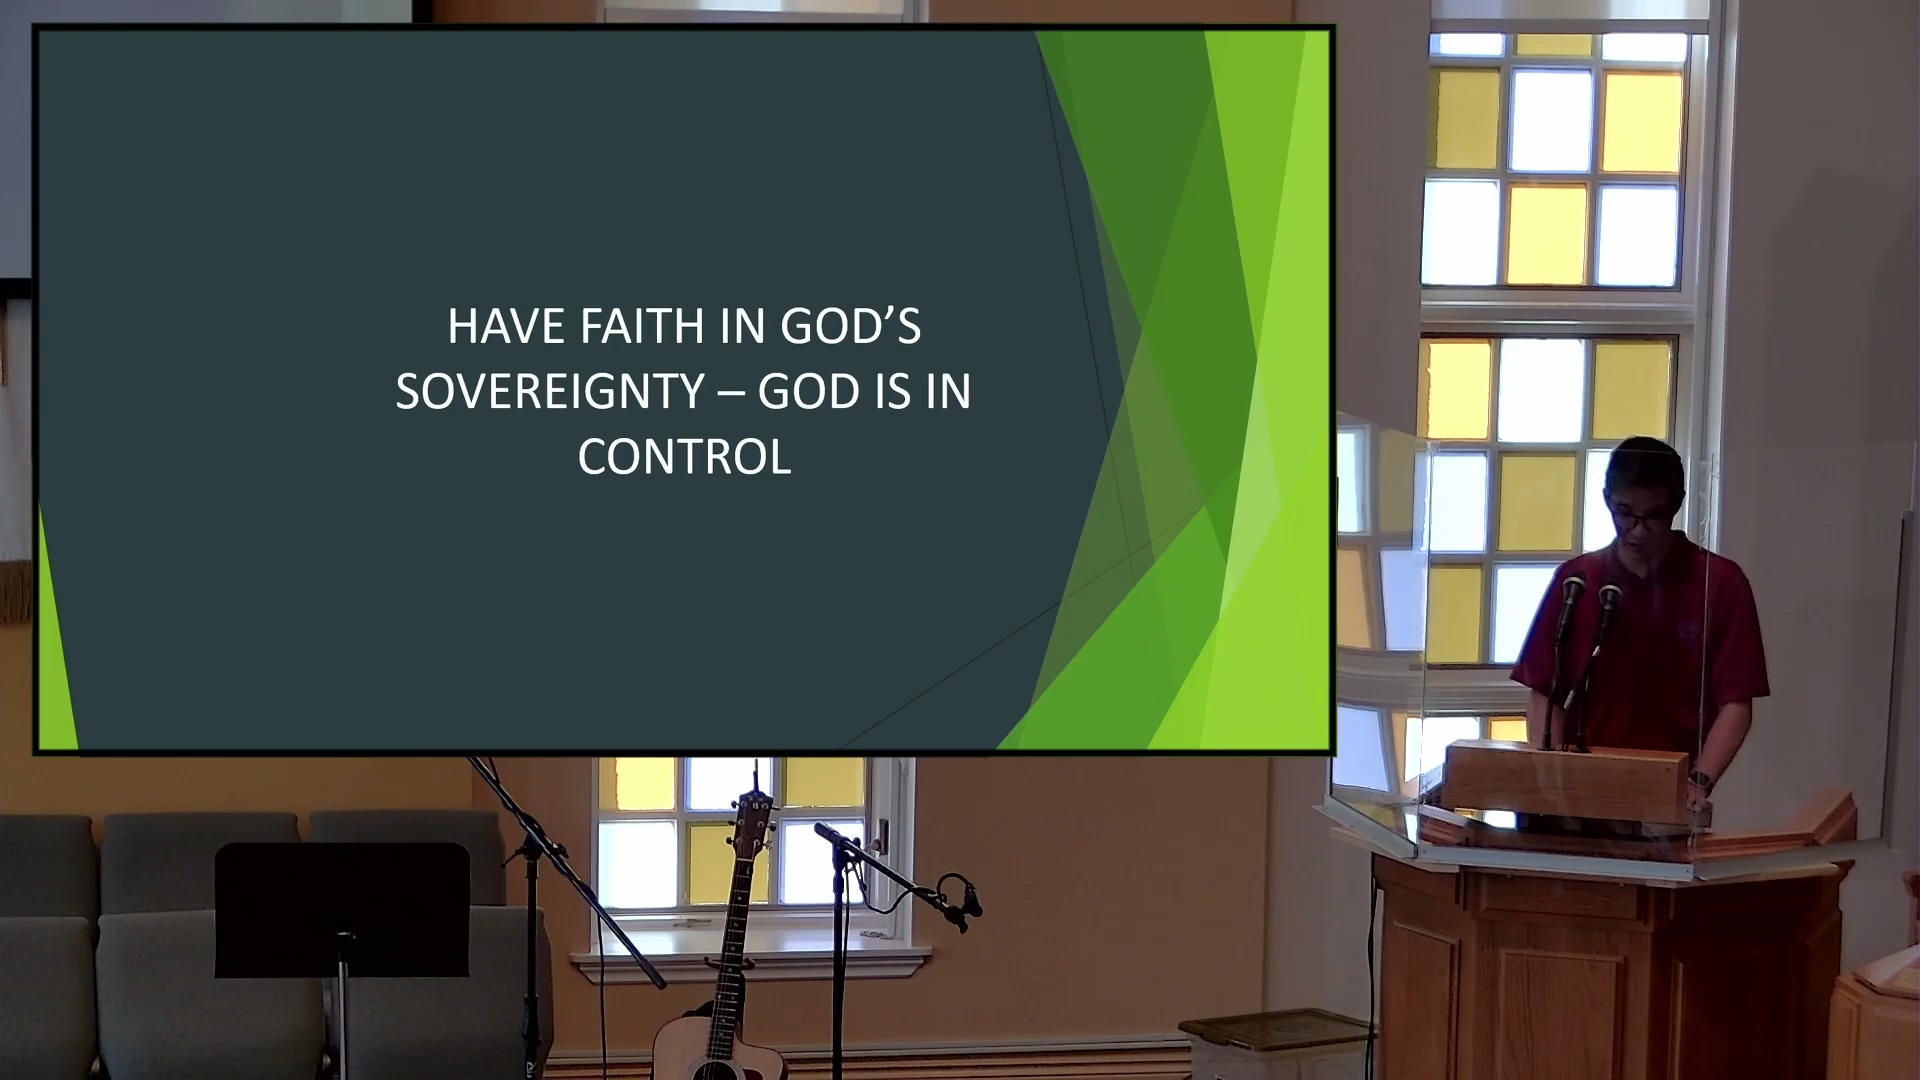 HAVE FAITH IN GOD’S
SOVEREIGNTY – GOD IS IN
CONTROL